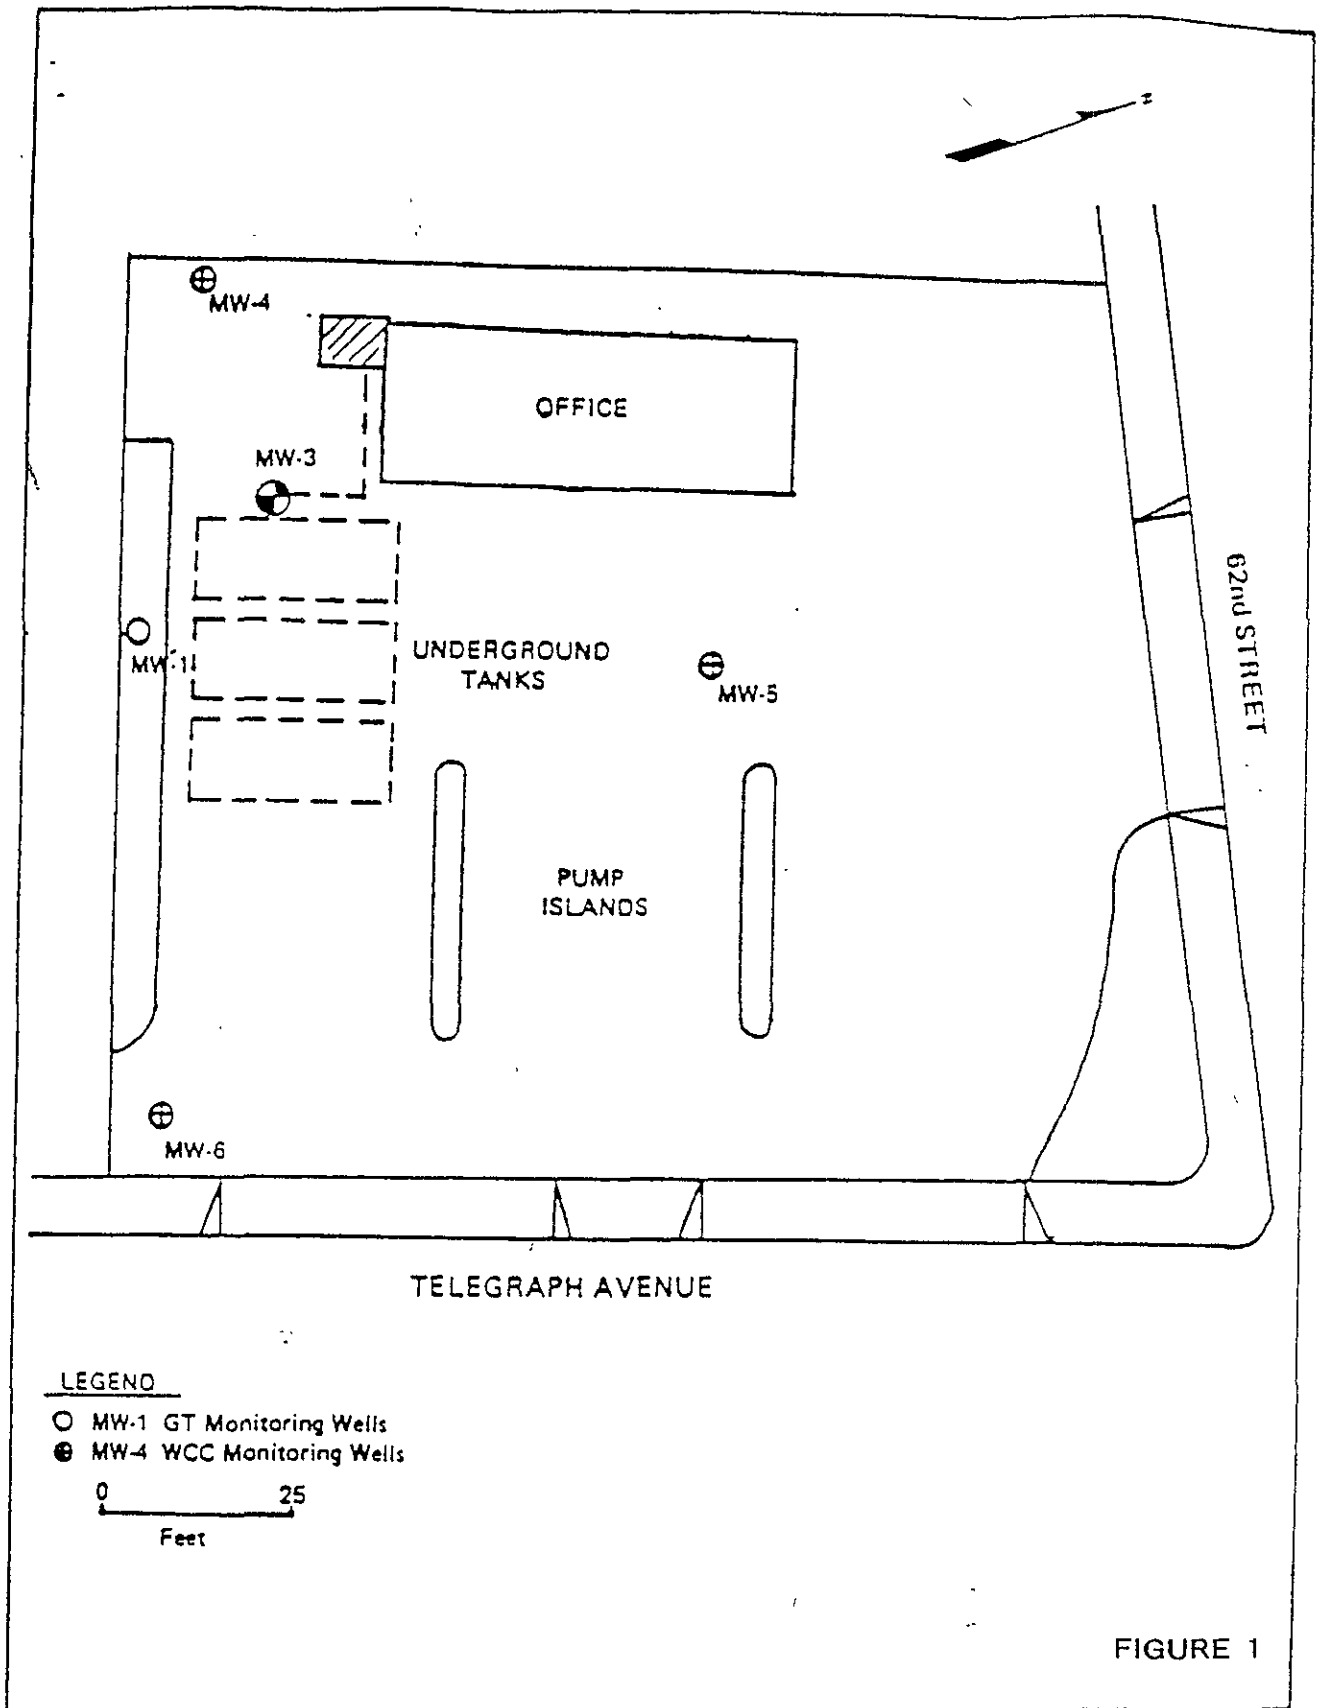 MW-4
OFFICE
MW-3
62nd STREET
MW-1
UNDERGROUND
TANKS
MW-5
PUMP
ISLANDS
MW-6
TELEGRAPH AVENUE
LEGEND
MW-1 GT Monitoring Wells
MW-4 WCC Monitoring Wells
0 25
Feet
FIGURE 1